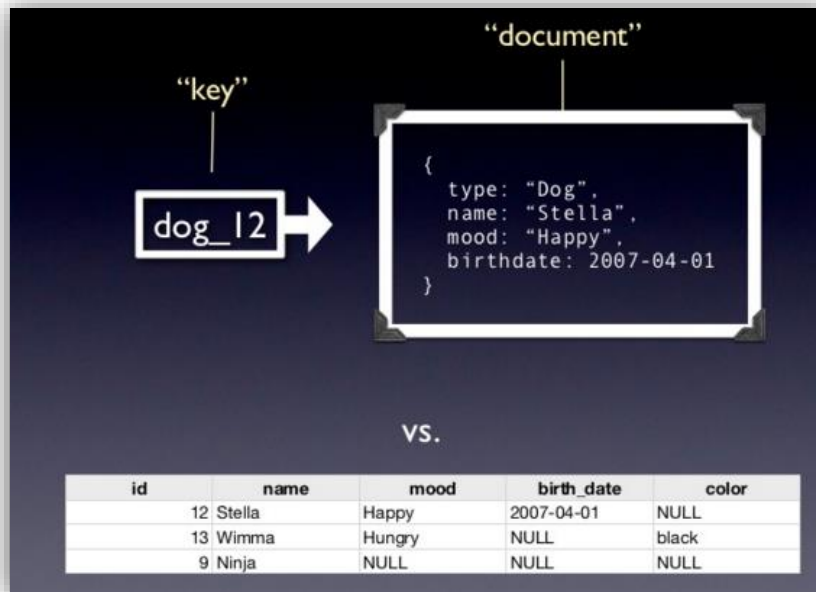 “document”
“key”
dog_12
{
type: “Dog”,
name: “Stella”,
mood: “Happy”,
birthdate: 2007-04-01
}
vs.
id name mood birth_date color
12 Stella Happy 2007-04-01 NULL
13 Wimma Hungry NULL black
9 Ninja NULL NULL NULL